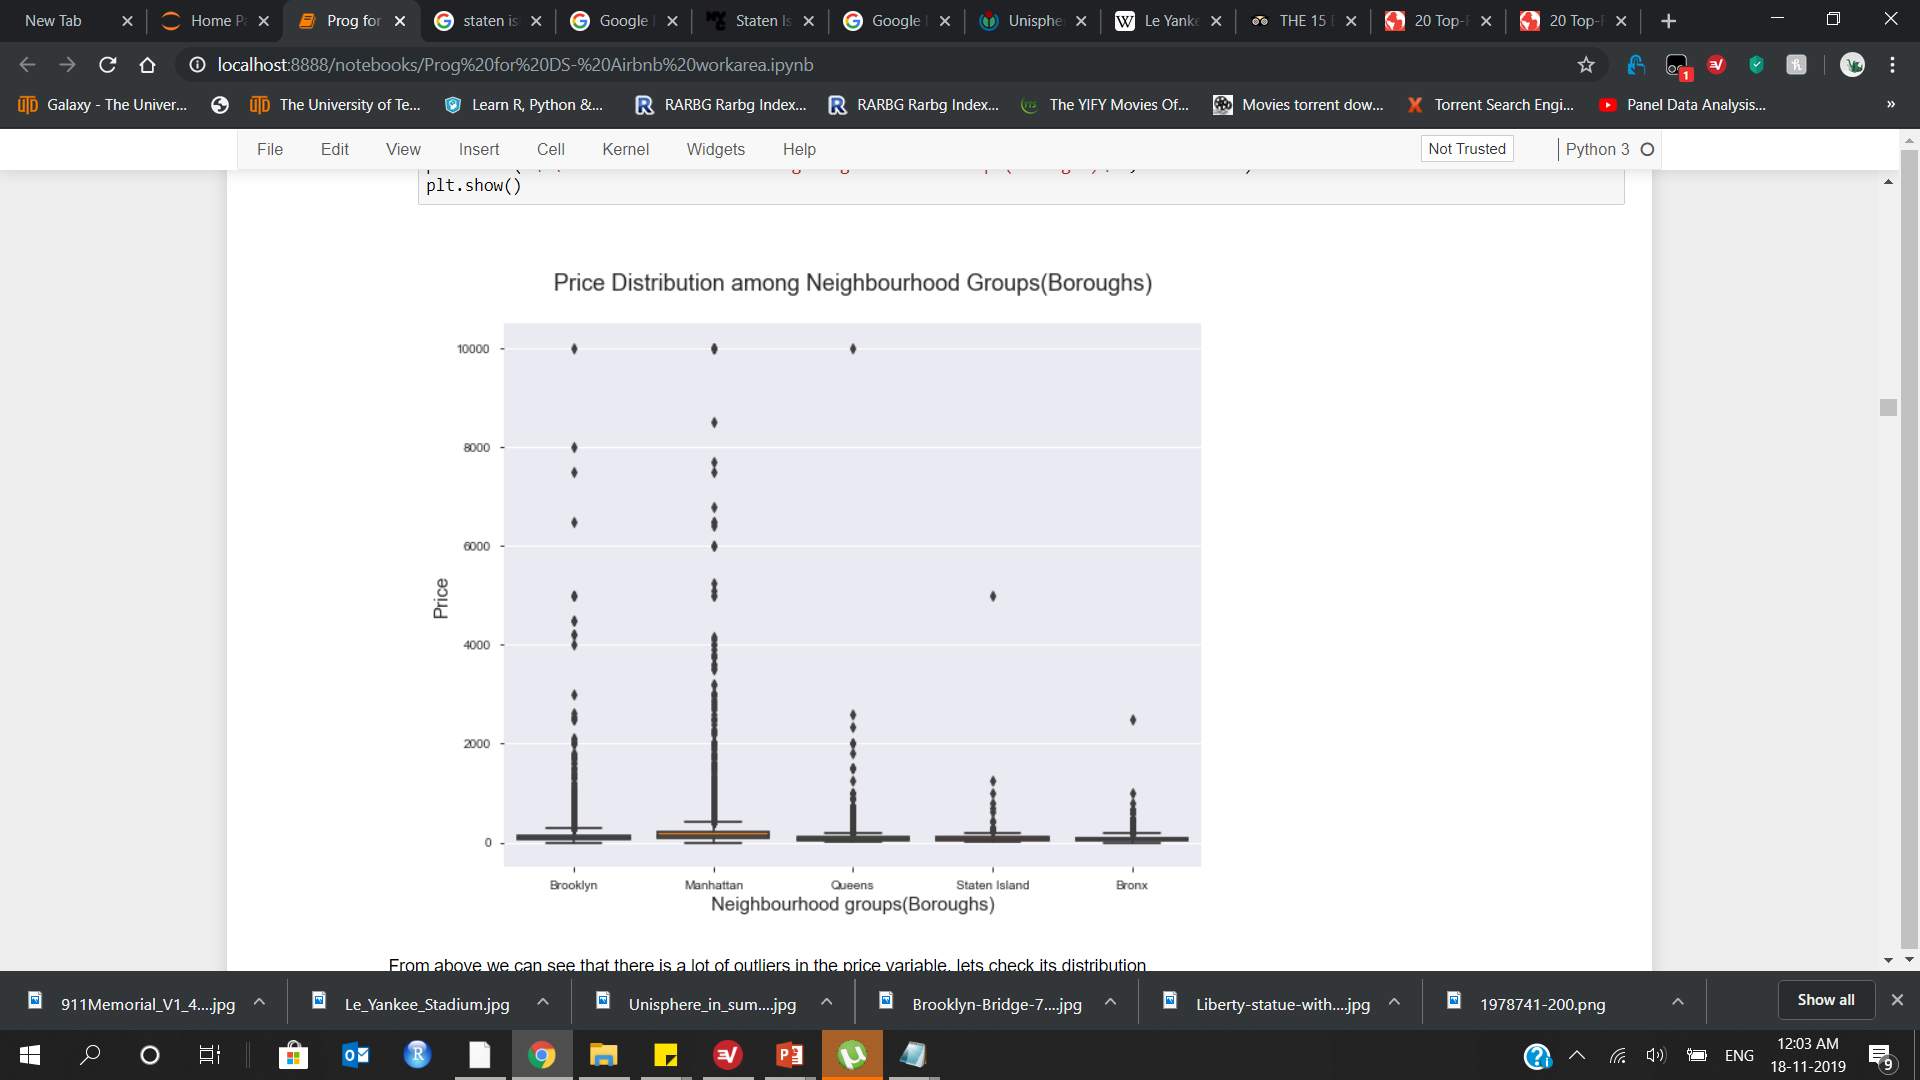 New Tab
Home Pa
Prog for
staten is
Google
Staten Is
Google
Unisphe
Le Yanke
THE 15
20 Top-
20 Top-
localhost:8888/notebooks/Prog%20for%20DS-%20Airbnb%20workarea.ipynb
1
Galaxy - The Univer...
The University of Te...
Learn R, Python &...
RARBG Rarbg Index...
RARBG Rarbg Index...
The YIFY Movies Of...
Movies torrent dow...
Torrent Search Engi...
Panel Data Analysis...
»
File Edit View Insert Cell Kernel Widgets Help
Not Trusted
Python 3
plt.show()
Price Distribution among Neighbourhood Groups(Boroughs)
10000
8000
6000
4000
2000
0
Price
Brooklyn Manhattan Queens Staten Island Bronx
Neighbourhood groups(Boroughs)
From above we can see that there is a lot of outliers in the price variable, lets check its distribution
911Memorial_V1_4....jpg
Le_Yankee_Stadium.jpg
Unisphere_in_sum....jpg
Brooklyn-Bridge-7....jpg
Liberty-statue-with....jpg
1978741-200.png
Show all
ENG
12:03 AM
18-11-2019
9